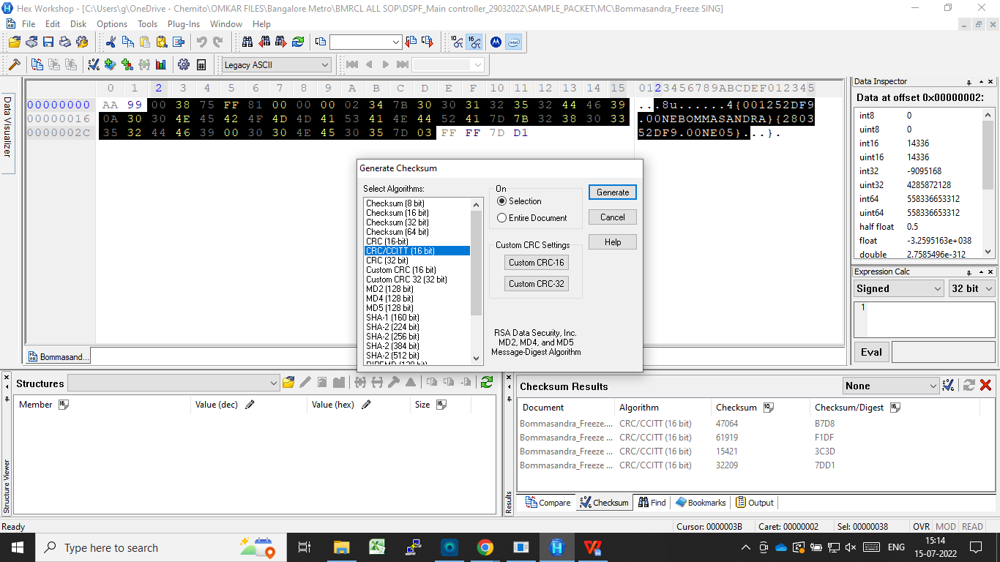 Hex Workshop - [C:\Users\g\OneDrive - Chemito\OMKAR FILES\Bangalore Metro\BMRCL ALL SOP\DSPF_Main controller_29032022\SAMPLE_PACKET\MC\Bommasandra_Freeze SING]
File Edit Disk Options Tools Plug-Ins Window Help
Legacy ASCII
0 1 2 3 4 5 6 7 8 9 A B C D E F 10 11 12 13 14 15 0123456789ABCDEF012345
00000000 AA 99 00 38 75 FF 81 00 00 00 02 34 7B 30 30 31 32 35 32 44 46 39 ...8u......4{001252DF9
00000016 0A 30 30 4E 45 42 4F 4D 4D 41 53 41 4E 44 52 41 7D 7B 32 38 30 33 .00NEBOMMASANDRA}{2803
0000002C 35 32 44 46 39 00 30 30 4E 45 30 35 7D 03 FF FF 7D D1 52DF9.00NE05}...}.
Data Visualizer
Data Inspector
Data at offset 0x00000002:
int8 0
uint8 0
int16 14336
uint16 14336
int32 -9095168
uint32 4285872128
int64 558336653312
uint64 558336653312
half float 0.5
float -3.2595163e+038
double 2.7585496e-312
Expression Calc
Signed 32 bit
1
Eval
Generate Checksum
Select Algorithms:
Checksum (8 bit)
Checksum (16 bit)
Checksum (32 bit)
Checksum (64 bit)
CRC (16-bit)
CRC/CCITT (16 bit)
CRC (32 bit)
Custom CRC (16 bit)
Custom CRC 32 (32 bit)
MD2 (128 bit)
MD4 (128 bit)
MD5 (128 bit)
SHA-1 (160 bit)
SHA-2 (224 bit)
SHA-2 (256 bit)
SHA-2 (384 bit)
SHA-2 (512 bit)
On
Selection
Entire Document
Generate
Cancel
Help
Custom CRC Settings
Custom CRC-16
Custom CRC-32
RSA Data Security, Inc.
MD2, MD4, and MD5
Message-Digest Algorithm
Bommasand...
Structures
Member Value (dec) Value (hex) Size
Structure Viewer
Checksum Results None
Document Algorithm Checksum Checksum/Digest
Bommasandra_Freeze.... CRC/CCITT (16 bit) 47064 B7D8
Bommasandra_Freeze ... CRC/CCITT (16 bit) 61919 F1DF
Bommasandra_Freeze ... CRC/CCITT (16 bit) 15421 3C3D
Bommasandra_Freeze ... CRC/CCITT (16 bit) 32209 7DD1
Results
Compare Checksum Find Bookmarks Output
Ready Cursor: 0000003B Caret: 00000002 Sel: 00000038 OVR MOD READ
Type here to search
ENG
15:14
15-07-2022